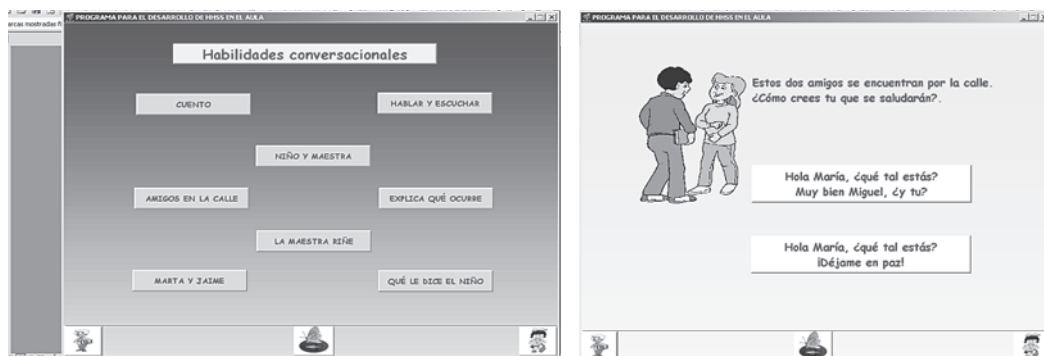 arcas mostradas
PROGRAMA PARA EL DESARROLLO DE HHSS EN EL AULA
Habilidades conversacionales
CUENTO
HABLAR Y ESCUCHAR
NIÑO Y MAESTRA
AMIGOS EN LA CALLE
EXPLICA QUÉ OCURRE
LA MAESTRA RIÑE
MARTA Y JAIME
QUÉ LE DICE EL NIÑO
PROGRAMA PARA EL DESARROLLO DE HHSS EN EL AULA
Estos dos amigos se encuentran por la calle.
¿Cómo crees tu que se saludarán?.
Hola María, ¿qué tal estás?
Muy bien Miguel, ¿y tu?
Hola María, ¿qué tal estás?
¡Déjame en paz!